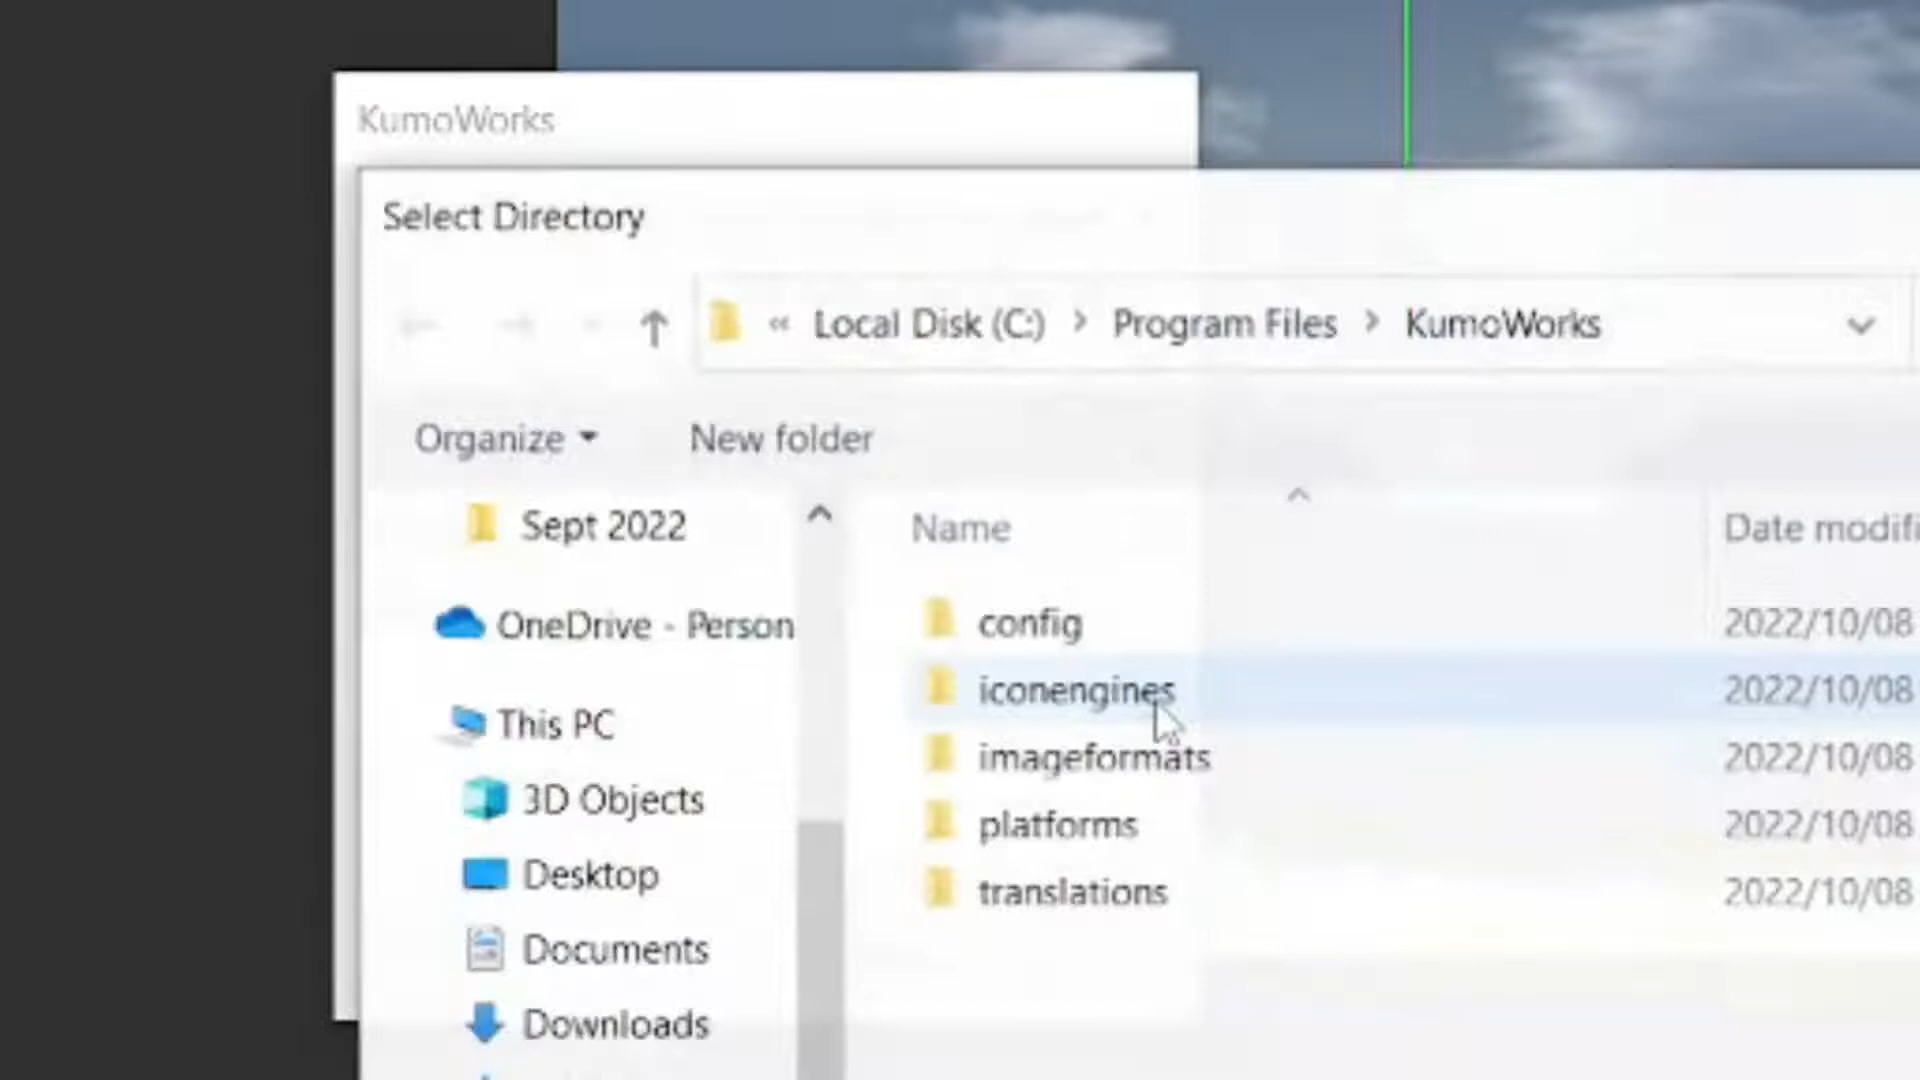 KumoWorks
Select Directory
« Local Disk (C:) > Program Files > KumoWorks
Organize New folder
Sept 2022
OneDrive - Person
This PC
3D Objects
Desktop
Documents
Downloads
Name Date modifi
config 2022/10/08
iconengines 2022/10/08
imageformats 2022/10/08
platforms 2022/10/08
translations 2022/10/08